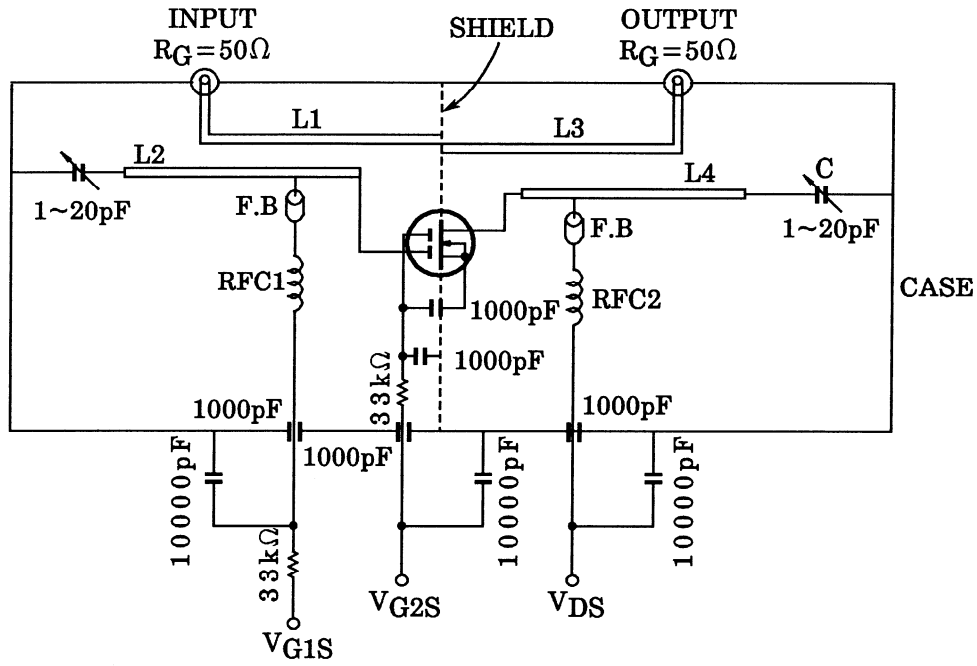 INPUT
RG=50Ω
SHIELD
OUTPUT
RG=50Ω
L1
L3
L2
L4
C
1~20pF
F.B
F.B
1~20pF
RFC1
RFC2
CASE
1000pF
1000pF
33kΩ
1000pF
1000pF
1000pF
10000pF
10000pF
10000pF
33kΩ
VG1S
VG2S
VDS